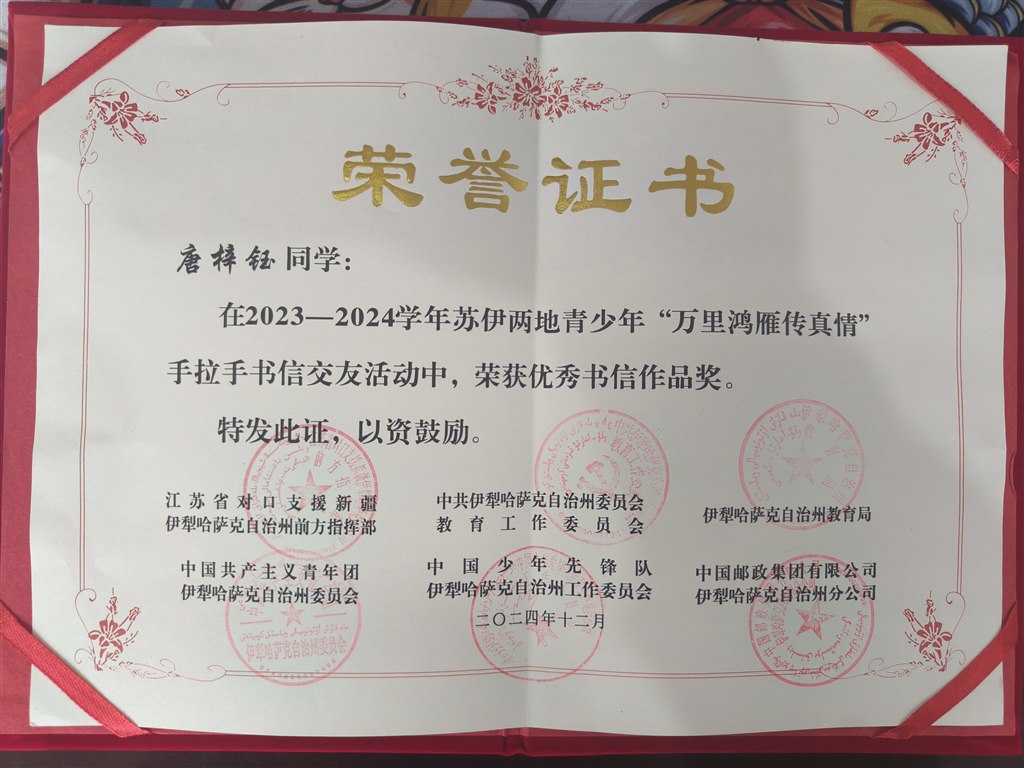 荣誉证书
唐梓钰 同学：
在2023—2024学年苏伊两地青少年“万里鸿雁传真情”
手拉手书信交友活动中，荣获优秀书信作品奖。
特发此证，以资鼓励。
江苏省对口支援新疆
伊犁哈萨克自治州前方指挥部
中共伊犁哈萨克自治州委员会
教育工作委员会
伊犁哈萨克自治州教育局
中国共产主义青年团
伊犁哈萨克自治州委员会
中国少年先锋队
伊犁哈萨克自治州工作委员会
中国邮政集团有限公司
伊犁哈萨克自治州分公司
二〇二四年十二月